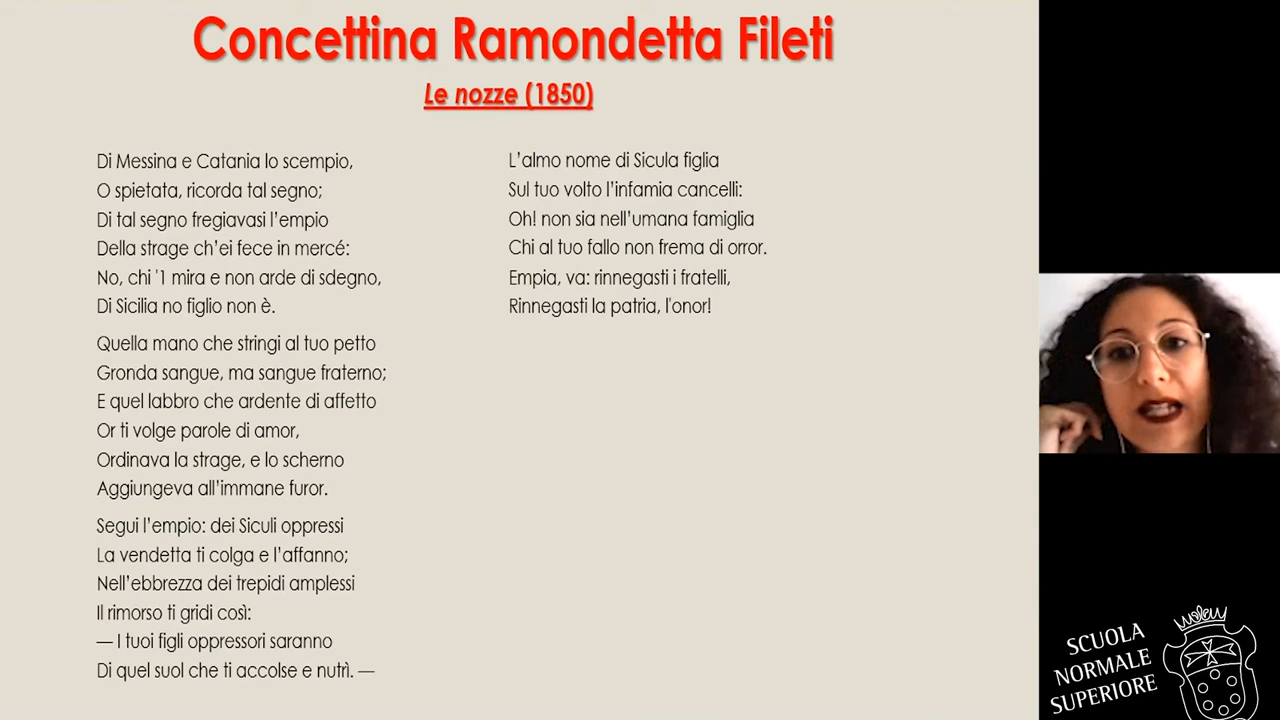 Concettina Ramondetta Fileti
Le nozze (1850)
Di Messina e Catania lo scempio,
O spietata, ricorda tal segno;
Di tal segno fregiavasi l'empio
Della strage ch'ei fece in mercé:
No, chi '1 mira e non arde di sdegno,
Di Sicilia no figlio non è.
Quella mano che stringi al tuo petto
Gronda sangue, ma sangue fraterno;
E quel labbro che ardente di affetto
Or ti volge parole di amor,
Ordinava la strage, e lo scherno
Aggiungeva all'immane furor.
Segui l'empio: dei Siculi oppressi
La vendetta ti colga e l'affanno;
Nell'ebbrezza dei trepidi amplessi
Il rimorso ti gridi così:
— I tuoi figli oppressori saranno
Di quel suol che ti accolse e nutrì. —
L'almo nome di Sicula figlia
Sul tuo volto l'infamia cancelli:
Oh! non sia nell'umana famiglia
Chi al tuo fallo non frema di orror.
Empia, va: rinnegasti i fratelli,
Rinnegasti la patria, l'onor!
SCUOLA
NORMALE
SUPERIORE